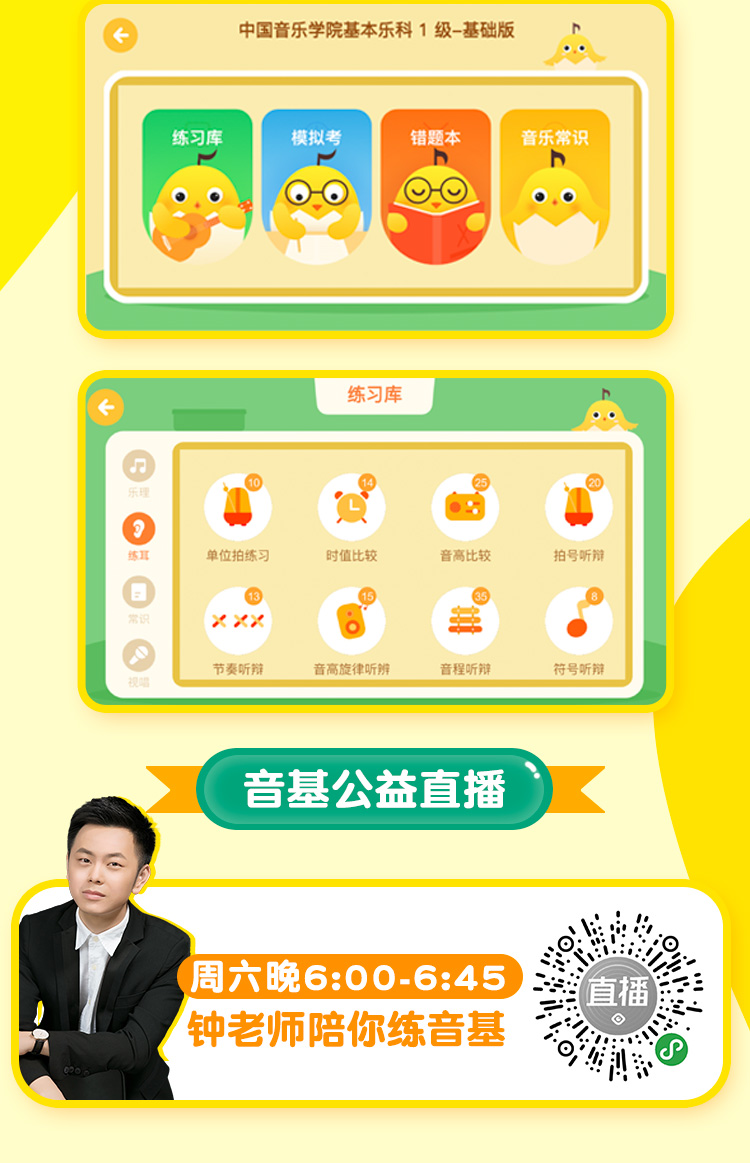 中国音乐学院基本乐科 1 级-基础版
练习库 模拟考 错题本 音乐常识
练习库
乐理
练耳
常识
视唱
10 14 25 20
单位拍练习 时值比较 音高比较 拍号听辩
13 15 35 8
节奏听辩 音高旋律听辨 音程听辩 符号听辩
音基公益直播
周六晚6:00-6:45
钟老师陪你练音基
直播